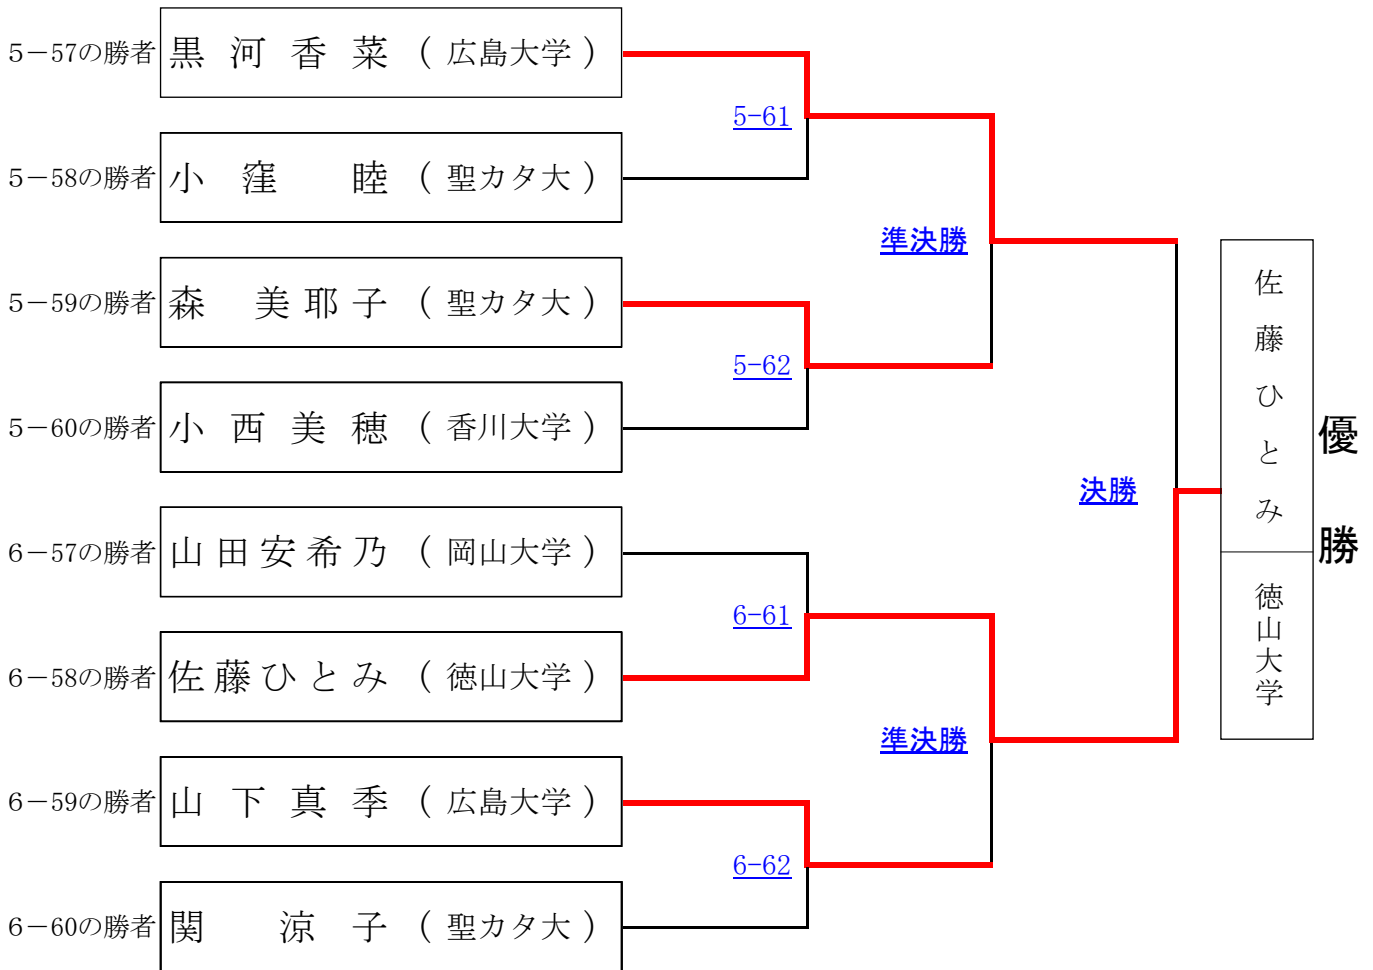 5－57の勝者 黒河香菜 （広島大学）
5-61
5－58の勝者 小窪　睦 （聖カタ大）
準決勝
5－59の勝者 森　美耶子 （聖カタ大）
5-62
5－60の勝者 小西美穂 （香川大学）
決勝
6－57の勝者 山田安希乃 （岡山大学）
6-61
6－58の勝者 佐藤ひとみ （徳山大学）
準決勝
6－59の勝者 山下真季 （広島大学）
6-62
6－60の勝者 関　涼子 （聖カタ大）
佐藤ひとみ
徳山大学
優勝